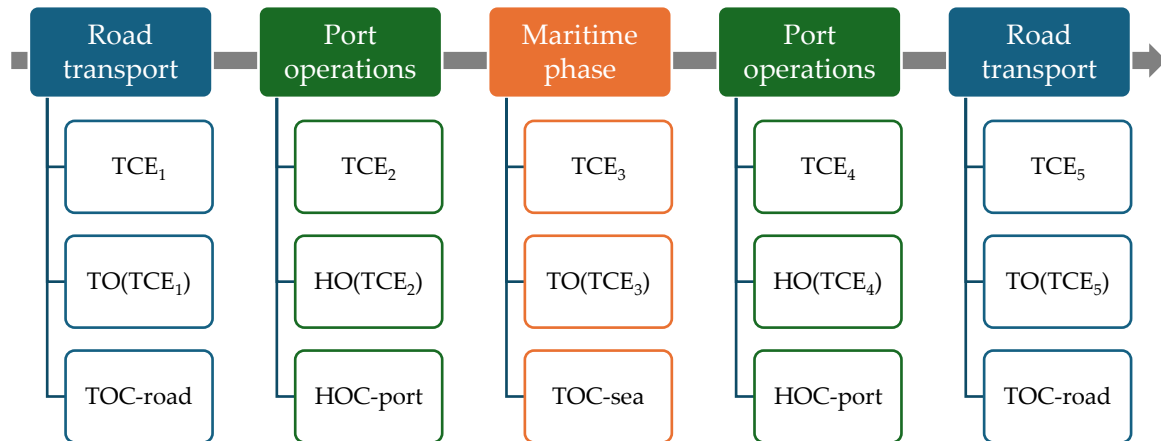 Road
transport
Port
operations
Maritime
phase
Port
operations
Road
transport
TCE₁
TCE₂
TCE₃
TCE₄
TCE₅
TO(TCE₁)
HO(TCE₂)
TO(TCE₃)
HO(TCE₄)
TO(TCE₅)
TOC-road
HOC-port
TOC-sea
HOC-port
TOC-road